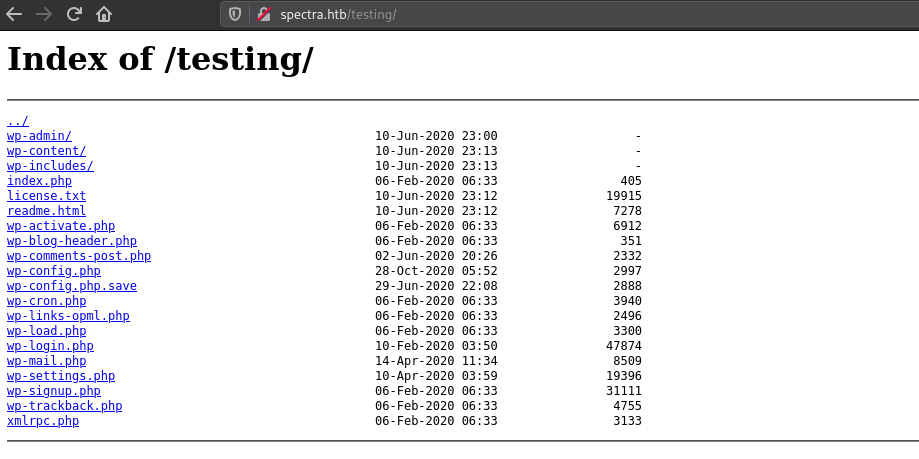 spectra.htb/testing/
Index of /testing/
../
wp-admin/ 10-Jun-2020 23:00 -
wp-content/ 10-Jun-2020 23:13 -
wp-includes/ 10-Jun-2020 23:13 -
index.php 06-Feb-2020 06:33 405
license.txt 10-Jun-2020 23:12 19915
readme.html 10-Jun-2020 23:12 7278
wp-activate.php 06-Feb-2020 06:33 6912
wp-blog-header.php 06-Feb-2020 06:33 351
wp-comments-post.php 02-Jun-2020 20:26 2332
wp-config.php 28-Oct-2020 05:52 2997
wp-config.php.save 29-Jun-2020 22:08 2888
wp-cron.php 06-Feb-2020 06:33 3940
wp-links-opml.php 06-Feb-2020 06:33 2496
wp-load.php 06-Feb-2020 06:33 3300
wp-login.php 10-Feb-2020 03:50 47874
wp-mail.php 14-Apr-2020 11:34 8509
wp-settings.php 10-Apr-2020 03:59 19396
wp-signup.php 06-Feb-2020 06:33 31111
wp-trackback.php 06-Feb-2020 06:33 4755
xmlrpc.php 06-Feb-2020 06:33 3133